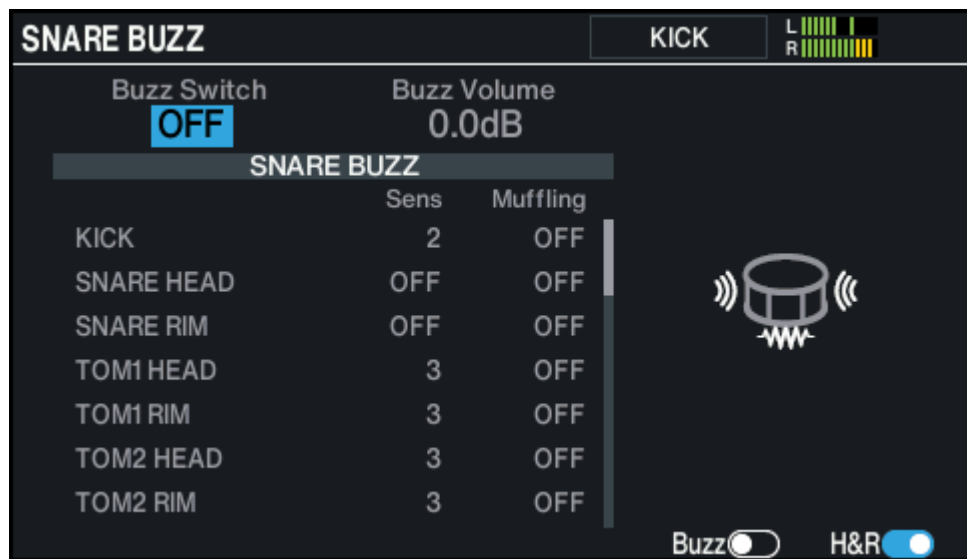 SNARE BUZZ KICK L
R
Buzz Switch Buzz Volume
OFF 0.0dB
SNARE BUZZ
Sens Muffling
KICK 2 OFF
SNARE HEAD OFF OFF
SNARE RIM OFF OFF
TOM1 HEAD 3 OFF
TOM1 RIM 3 OFF
TOM2 HEAD 3 OFF
TOM2 RIM 3 OFF
Buzz H&R